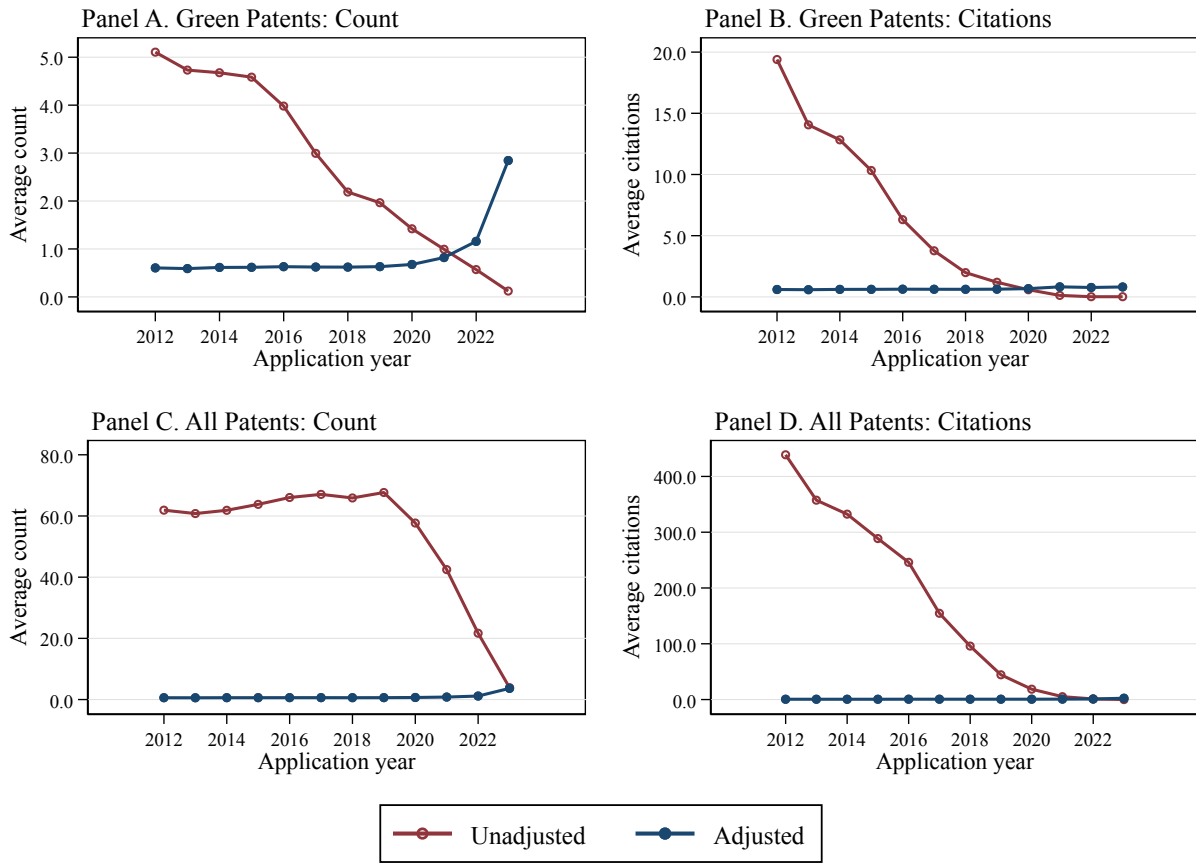 Panel A. Green Patents: Count
Average count
5.0
4.0
3.0
2.0
1.0
0.0
2012 2014 2016 2018 2020 2022
Application year
Panel B. Green Patents: Citations
Average citations
20.0
15.0
10.0
5.0
0.0
2012 2014 2016 2018 2020 2022
Application year
Panel C. All Patents: Count
Average count
80.0
60.0
40.0
20.0
0.0
2012 2014 2016 2018 2020 2022
Application year
Panel D. All Patents: Citations
Average citations
400.0
300.0
200.0
100.0
0.0
2012 2014 2016 2018 2020 2022
Application year
Unadjusted Adjusted